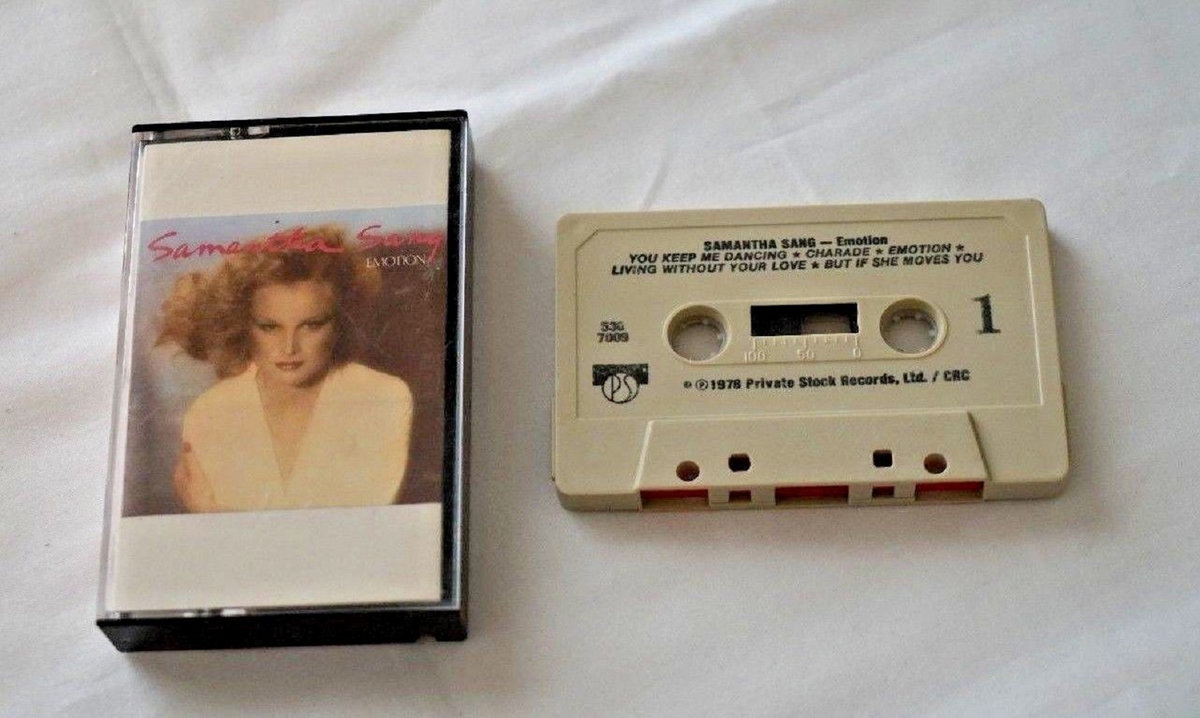 Samantha Sang
EMOTION
SAMANTHA SANG — Emotion
YOU KEEP ME DANCING ★ CHARADE ★ EMOTION ★
LIVING WITHOUT YOUR LOVE ★ BUT IF SHE MOVES YOU
7009
1
100 50 0
PS
© ℗1978 Private Stock Records, Ltd. / CRC